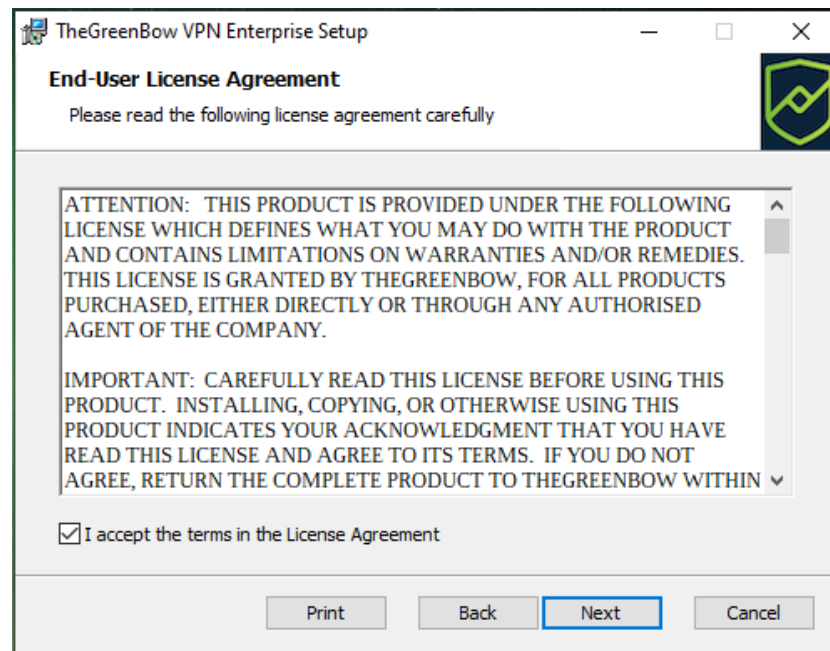 TheGreenBow VPN Enterprise Setup
End-User License Agreement
Please read the following license agreement carefully
ATTENTION:   THIS PRODUCT IS PROVIDED UNDER THE FOLLOWING
LICENSE WHICH DEFINES WHAT YOU MAY DO WITH THE PRODUCT
AND CONTAINS LIMITATIONS ON WARRANTIES AND/OR REMEDIES.
THIS LICENSE IS GRANTED BY THEGREENBOW, FOR ALL PRODUCTS
PURCHASED, EITHER DIRECTLY OR THROUGH ANY AUTHORISED
AGENT OF THE COMPANY.
IMPORTANT:  CAREFULLY READ THIS LICENSE BEFORE USING THIS
PRODUCT.  INSTALLING, COPYING, OR OTHERWISE USING THIS
PRODUCT INDICATES YOUR ACKNOWLEDGMENT THAT YOU HAVE
READ THIS LICENSE AND AGREE TO ITS TERMS.  IF YOU DO NOT
AGREE, RETURN THE COMPLETE PRODUCT TO THEGREENBOW WITHIN
I accept the terms in the License Agreement
Print Back Next Cancel